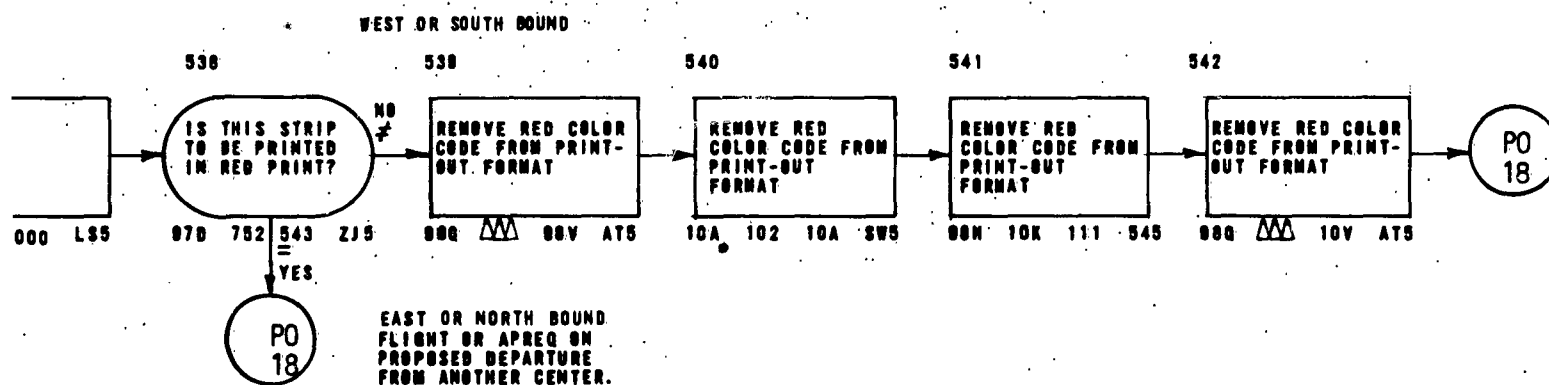 WEST OR SOUTH BOUND
536 539 540 541 542
IS THIS STRIP
TO BE PRINTED
IN RED PRINT?
NO
≠
REMOVE RED COLOR
CODE FROM PRINT-
OUT FORMAT
REMOVE RED
COLOR CODE FROM
PRINT-OUT
FORMAT
REMOVE RED
COLOR CODE FROM
PRINT-OUT
FORMAT
REMOVE RED COLOR
CODE FROM PRINT-
OUT FORMAT
PO
18
000 LS5
752 543 ZJ5
AT5
10A 102 10A SW5
10K 111 545
10V AT5
=
YES
PO
18
EAST OR NORTH BOUND
FLIGHT OR APREQ ON
PROPOSED DEPARTURE
FROM ANOTHER CENTER.